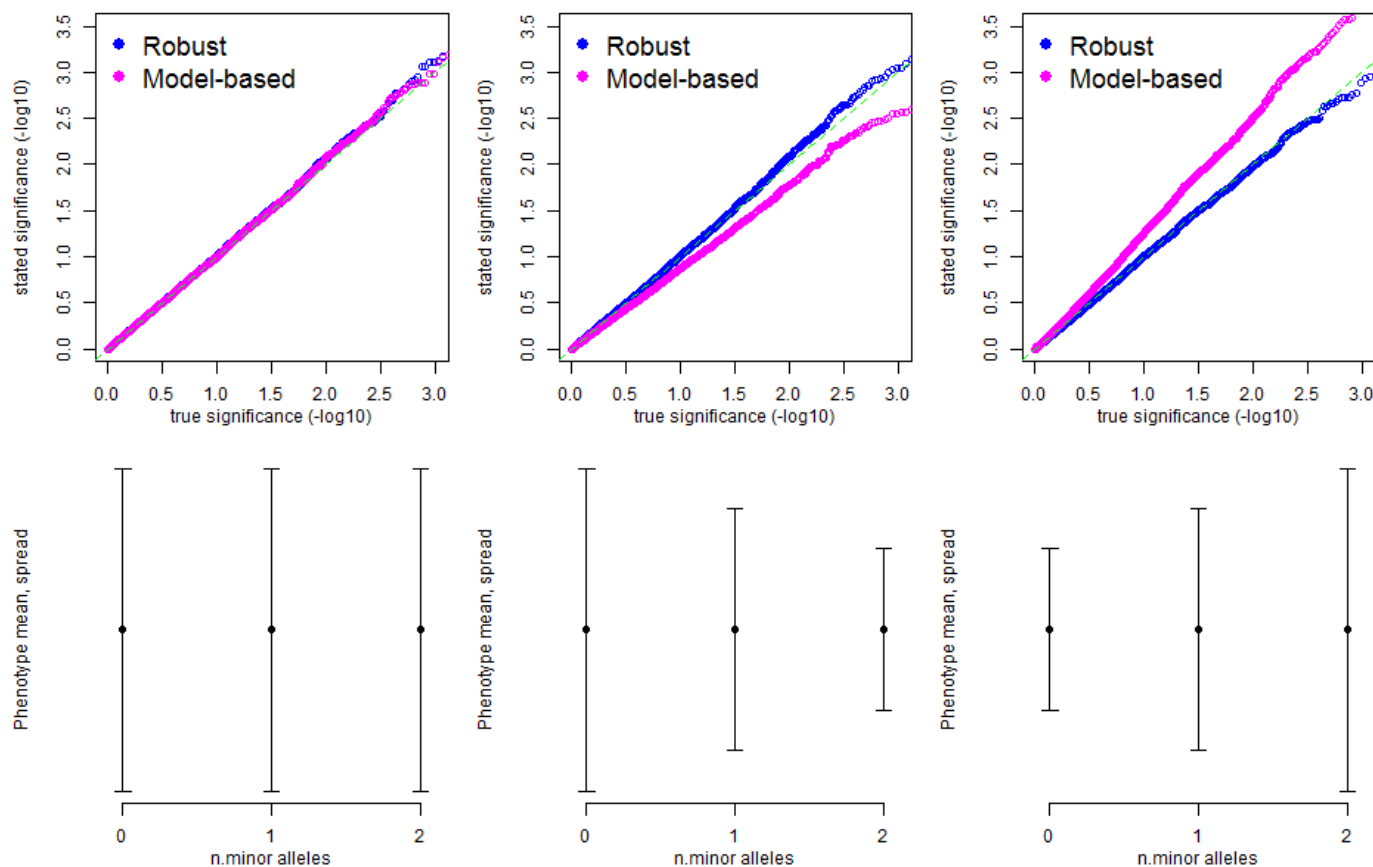 Robust
Model-based
stated significance (-log10)
0.0 0.5 1.0 1.5 2.0 2.5 3.0 3.5
0.0 0.5 1.0 1.5 2.0 2.5 3.0
true significance (-log10)
Robust
Model-based
stated significance (-log10)
0.0 0.5 1.0 1.5 2.0 2.5 3.0 3.5
0.0 0.5 1.0 1.5 2.0 2.5 3.0
true significance (-log10)
Robust
Model-based
stated significance (-log10)
0.0 0.5 1.0 1.5 2.0 2.5 3.0 3.5
0.0 0.5 1.0 1.5 2.0 2.5 3.0
true significance (-log10)
Phenotype mean, spread
0 1 2
n.minor alleles
Phenotype mean, spread
0 1 2
n.minor alleles
Phenotype mean, spread
0 1 2
n.minor alleles